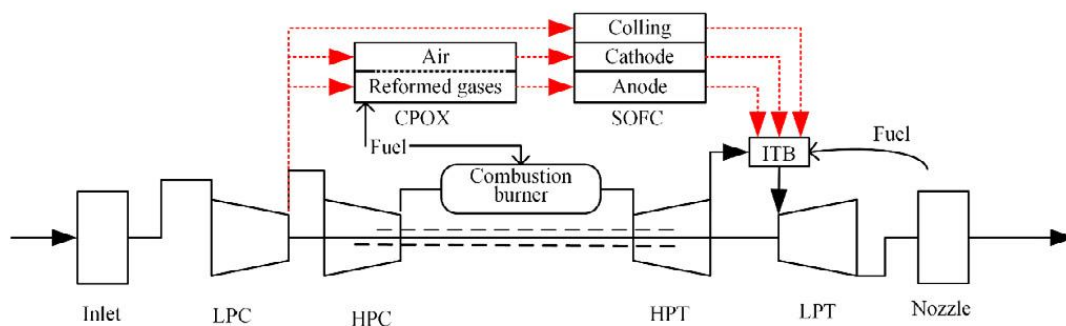 Colling
Air
Cathode
Reformed gases
Anode
CPOX
SOFC
Fuel
Fuel
ITB
Combustion
burner
Inlet
LPC
HPC
HPT
LPT
Nozzle